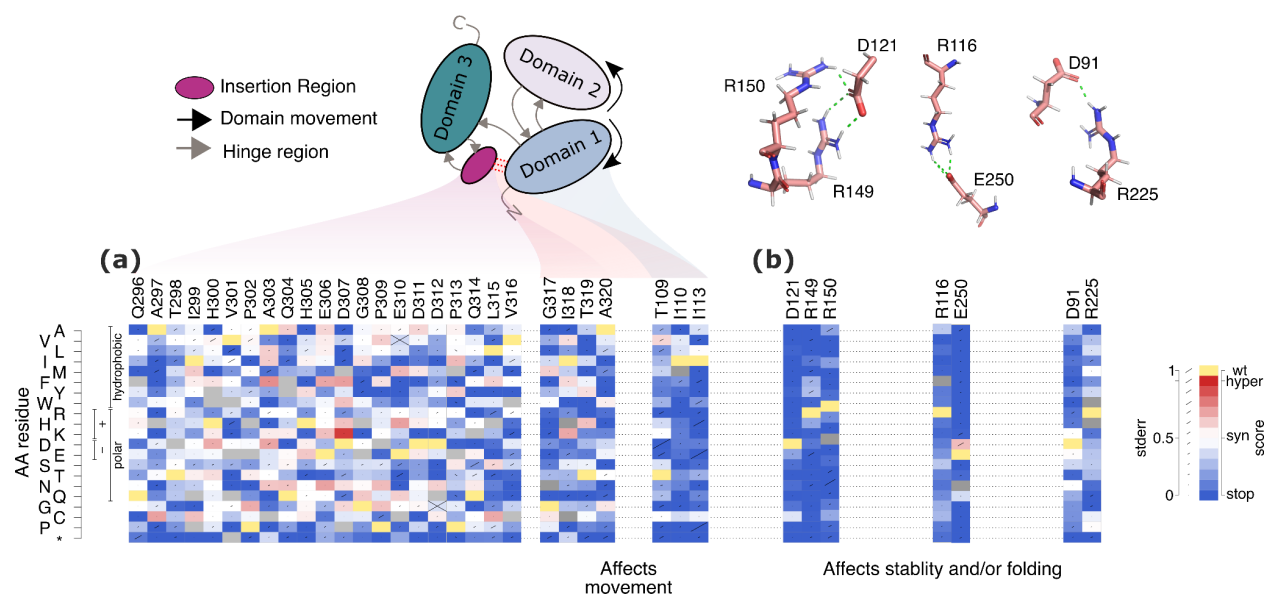 C
Domain 3
Domain 2
Domain 1
N
Insertion Region
Domain movement
Hinge region
D121
R116
D91
R150
R149
E250
R225
(a)
(b)
Q296 A297 T298 I299 H300 V301 P302 A303 Q304 H305 E306 D307 G308 P309 E310 D311 D312 P313 Q314 L315 V316 G317 I318 T319 A320 T109 I110 I113 D121 R149 R150 R116 E250 D91 R225
AA residue
A
V
L
I
M
F
Y
W
R
H
K
D
E
S
T
N
Q
G
C
P
*
hydrophobic
+
−
polar
stderr
1
0.5
0
wt
hyper
syn
stop
score
Affects
movement
Affects stablity and/or folding